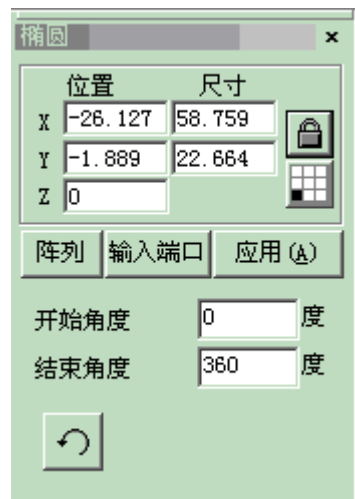 椭圆 ×
位置 尺寸
X -26.127 58.759
Y -1.889 22.664
Z 0
阵列 输入端口 应用(A)
开始角度 0 度
结束角度 360 度